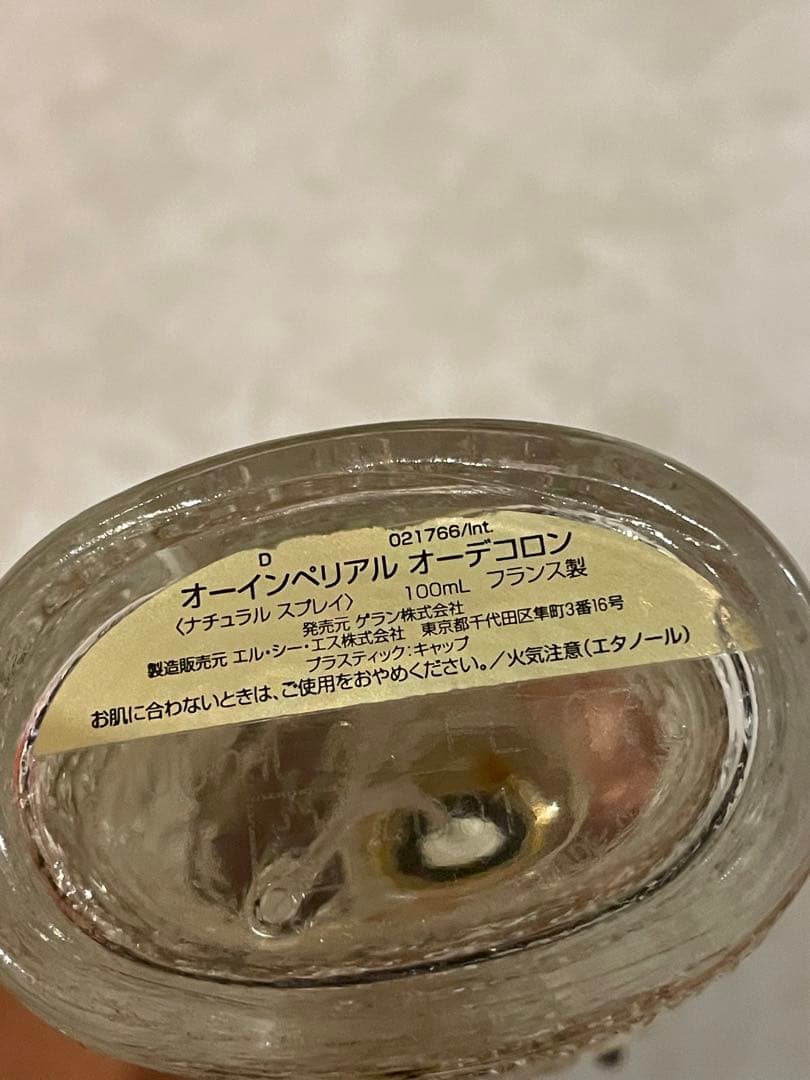 D 021766/Int.
オーインペリアル オーデコロン
〈ナチュラル スプレイ〉 100mL フランス製
発売元 ゲラン株式会社
製造販売元 エル・シー・エス株式会社 東京都千代田区隼町3番16号
プラスティック:キャップ
お肌に合わないときは、ご使用をおやめください。/火気注意(エタノール)